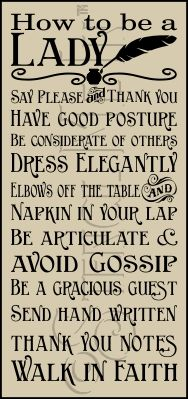 How to be a
Lady
Say Please and Thank you
Have good posture
Be considerate of others
Dress Elegantly
Elbows off the table and
Napkin in your lap
Be articulate &
avoid Gossip
Be a gracious guest
Send hand written
thank you notes
Walk in Faith